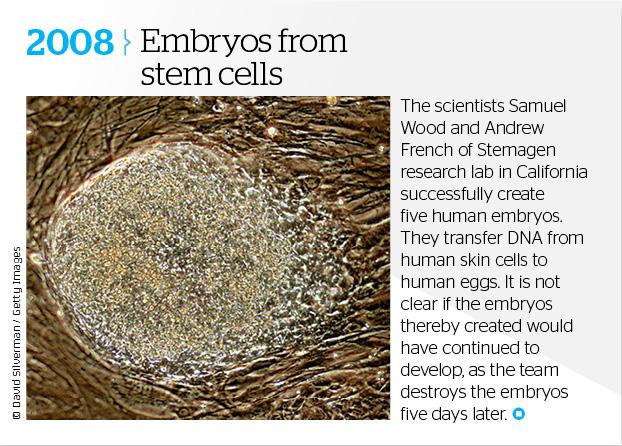 2008 Embryos from
stem cells
The scientists Samuel
Wood and Andrew
French of Stemagen
research lab in California
successfully create
five human embryos.
They transfer DNA from
human skin cells to
human eggs. It is not
clear if the embryos
thereby created would
have continued to
develop, as the team
destroys the embryos
five days later.
© David Silverman / Getty Images